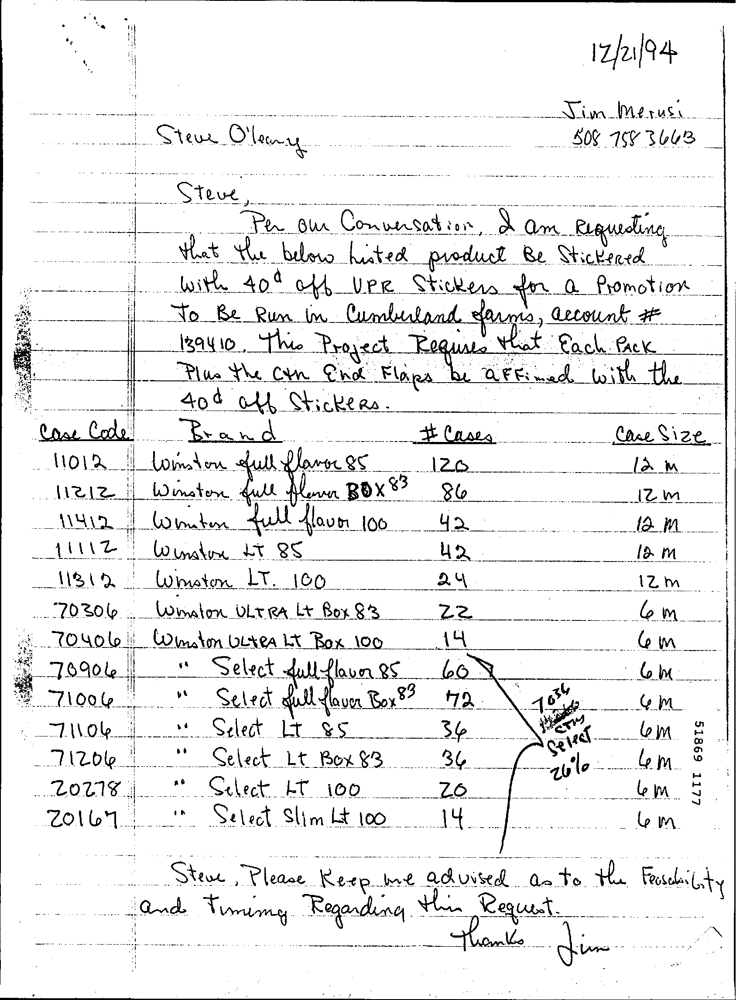 12/21/94
Jim Merusi
Steve O'leary 508 758 3663
Steve,
Per our Conversation, I am Requesting
that the below listed product Be Stickered
with 40¢ off VPR Stickers for a Promotion
To Be Run in Cumberland farms, account #
139410. This Project Requires that Each Pack
Plus the Ctn End Flaps be affixed with the
40¢ off Stickers.
Case Code Brand # Cases Case Size
11012 Winston full flavor 85 120 12 M
11212 Winston full flavor BOX 83 86 12 M
11412 Winston full flavor 100 42 12 M
11112 Winston LT 85 42 12 M
11312 Winston LT. 100 24 12 M
70306 Winston ULTRA Lt Box 83 22 6 M
70406 Winston ULTRA LT Box 100 14 6 M
70906 " Select full flavor 85 60 6 M
71006 " Select full flavor Box 83 72 6 M
71106 " Select LT 85 36 6 M
71206 " Select Lt Box 83 36 6 M
20278 " Select LT 100 20 6 M
20167 " Select Slim Lt 100 14 6 M
7036
Select
26%
51869 1177
Steve, Please Keep me advised as to the Feasability
and Timing Regarding this Request.
Thanks Jim